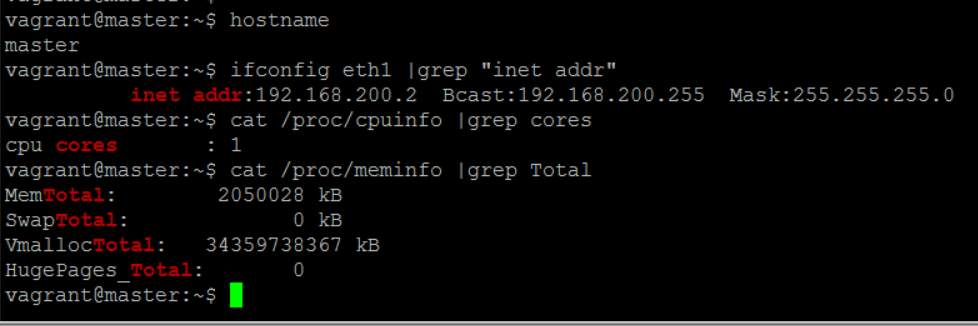 vagrant@master:~$ hostname
master
vagrant@master:~$ ifconfig eth1 |grep "inet addr"
          inet addr:192.168.200.2  Bcast:192.168.200.255  Mask:255.255.255.0
vagrant@master:~$ cat /proc/cpuinfo |grep cores
cpu cores       : 1
vagrant@master:~$ cat /proc/meminfo |grep Total
MemTotal:        2050028 kB
SwapTotal:             0 kB
VmallocTotal:   34359738367 kB
HugePages_Total:       0
vagrant@master:~$